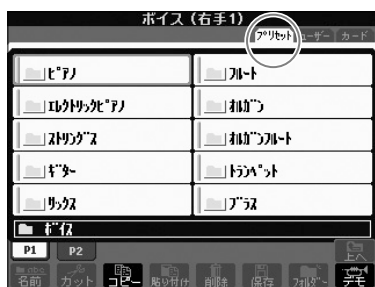 ボイス（右手1）
プリセット ユーザー カード
ピアノ
フルート
エレクトリックピアノ
オルガン
ストリングス
オルガンフルート
ギター
トランペット
サックス
ブラス
ボイス
P1 P2
上へ
名前 カット コピー 貼り付け 削除 保存 フォルダー デモ